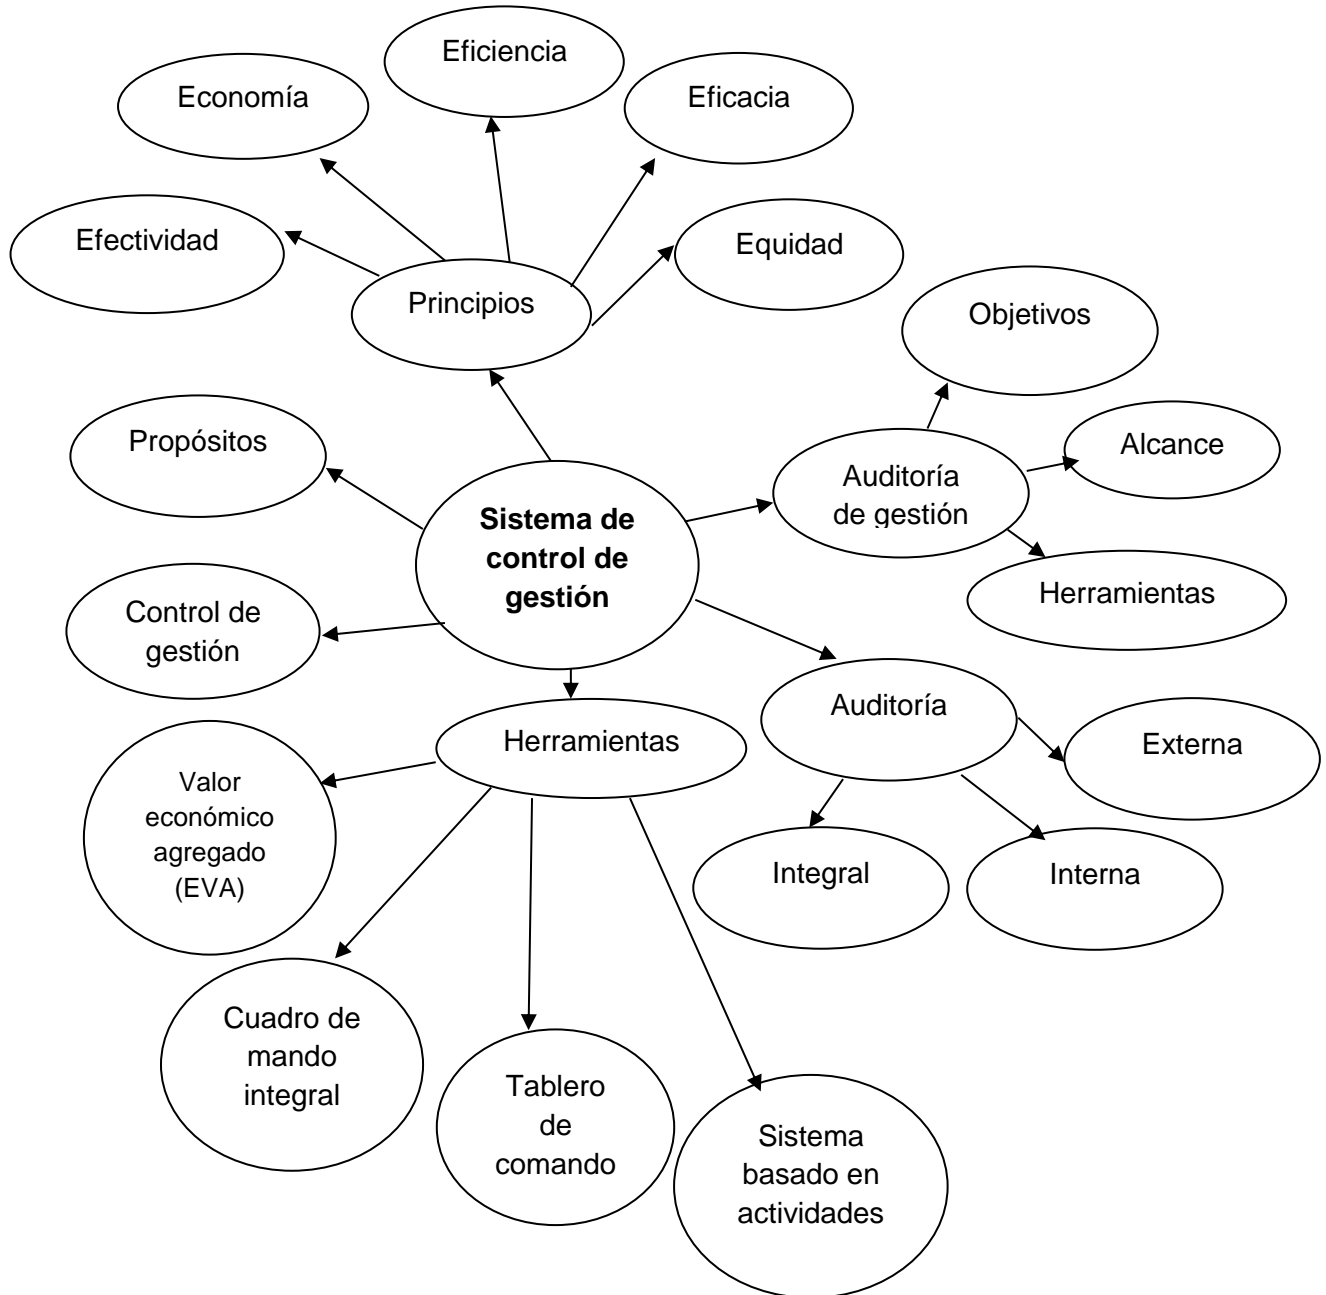 Eficiencia
Economía
Eficacia
Efectividad
Equidad
Principios
Objetivos
Propósitos
Alcance
Auditoría
de gestión
Sistema de
control de
gestión
Herramientas
Control de
gestión
Auditoría
Externa
Herramientas
Valor
económico
agregado
(EVA)
Integral
Interna
Cuadro de
mando
integral
Tablero
de
comando
Sistema
basado en
actividades